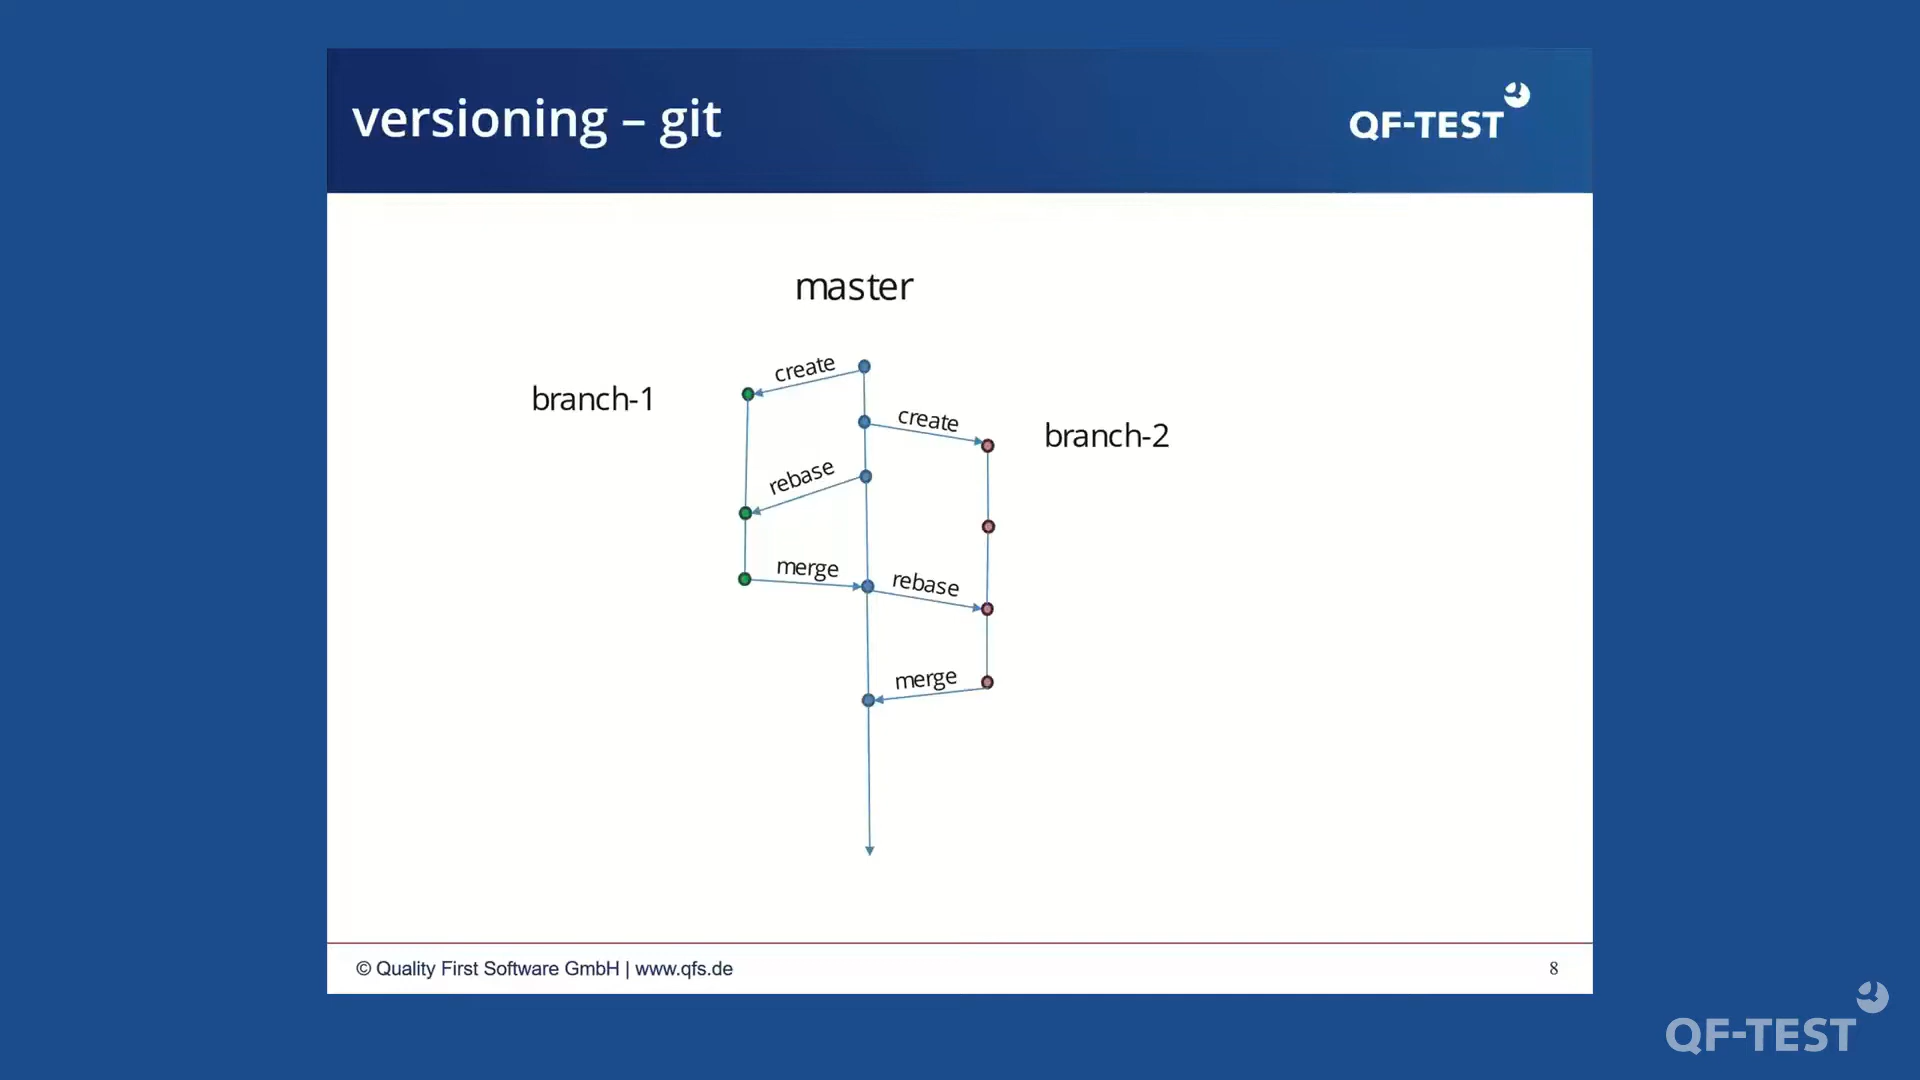 versioning – git
QF-TEST
master
create
branch-1
create
branch-2
rebase
merge
rebase
merge
© Quality First Software GmbH | www.qfs.de
8
QF-TEST